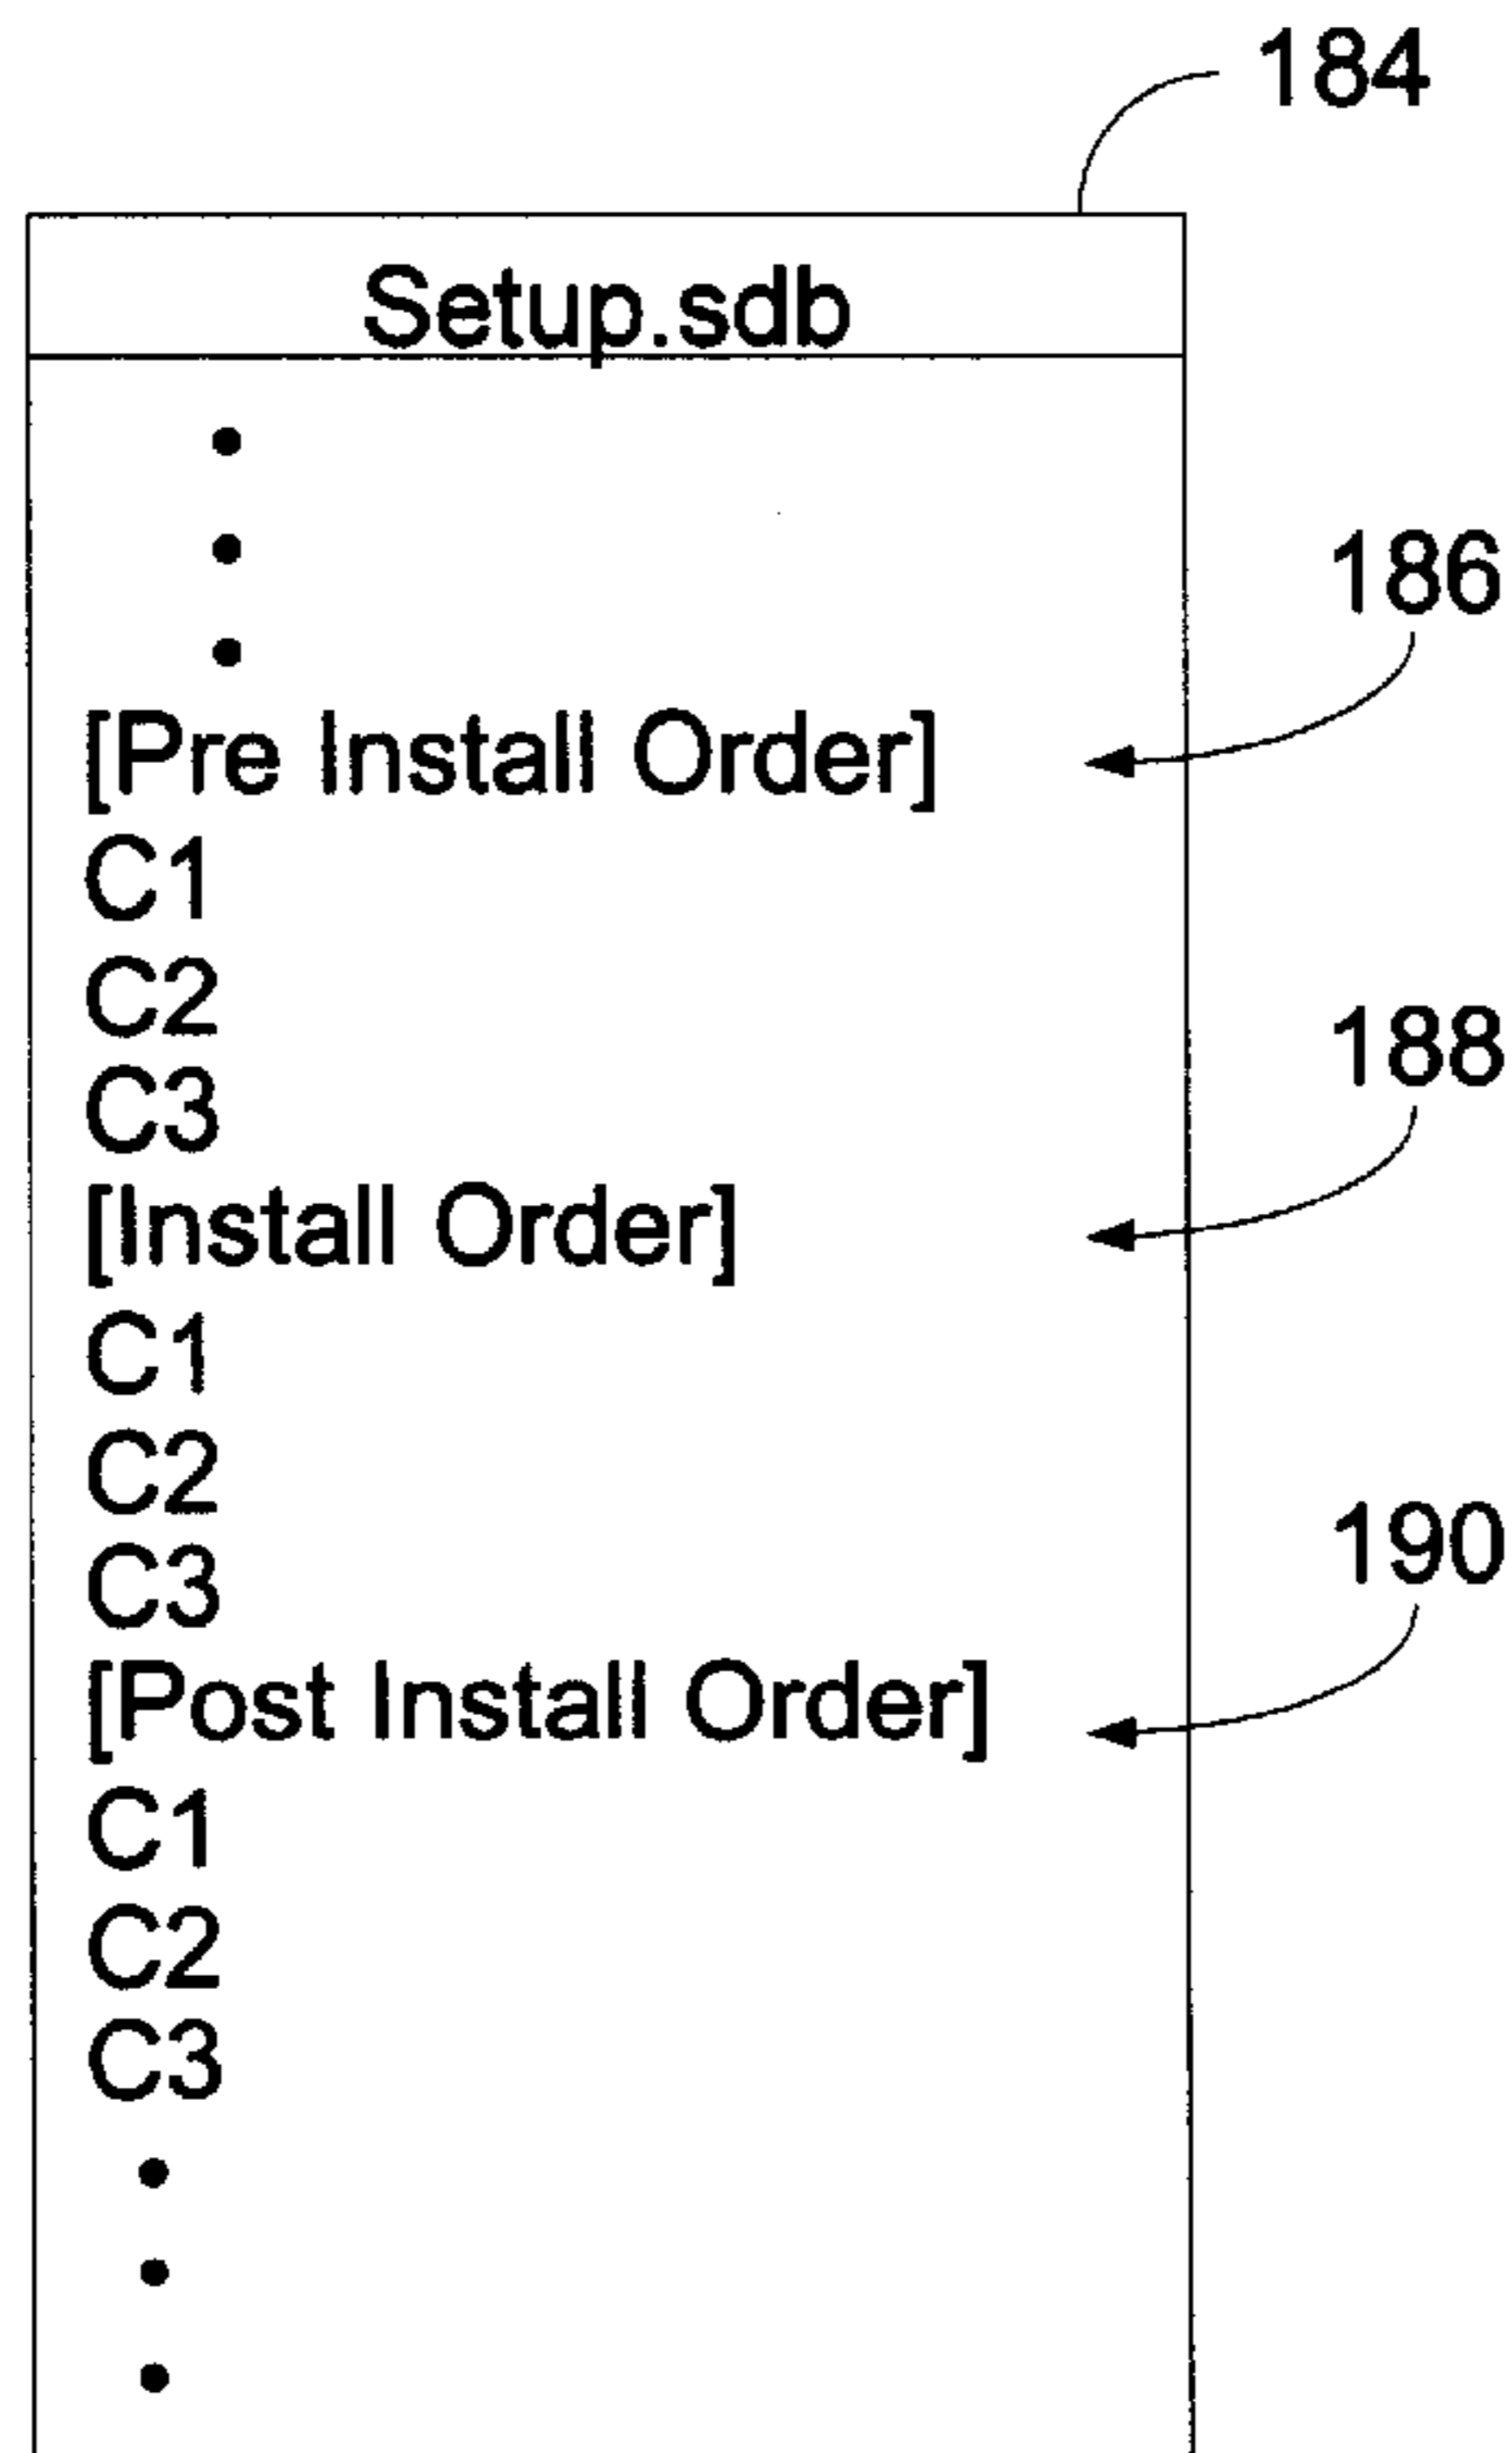 184
Setup.sdb
186
[Pre Install Order]
C1
C2
C3
188
[Install Order]
C1
C2
C3
190
[Post Install Order]
C1
C2
C3